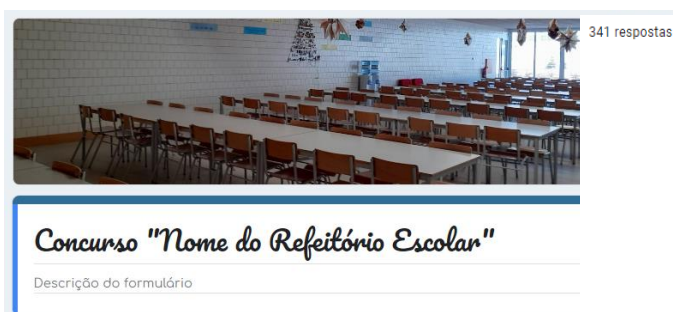 341 respostas
Concurso "Nome do Refeitório Escolar"
Descrição do formulário